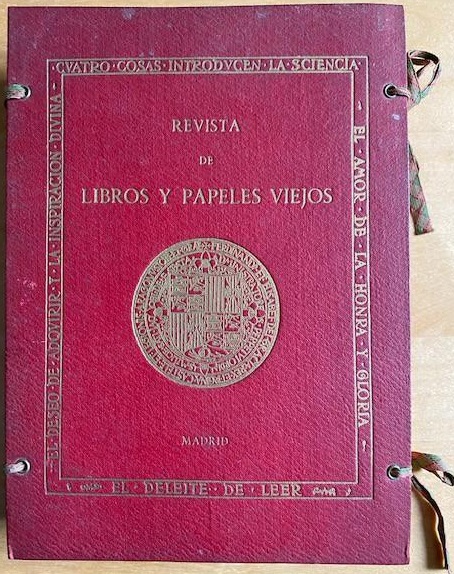 ·CVATRO·COSAS·INTRODVCEN·LA·SCIENCIA
EL·AMOR·DE·LA·HONRA·Y·GLORIA
EL·DELEITE·DE·LEER
EL·DESEO·DE·ADQVIRIR·Y·LA·INSPIRACION·DIVINA
REVISTA
DE
LIBROS Y PAPELES VIEJOS
MADRID